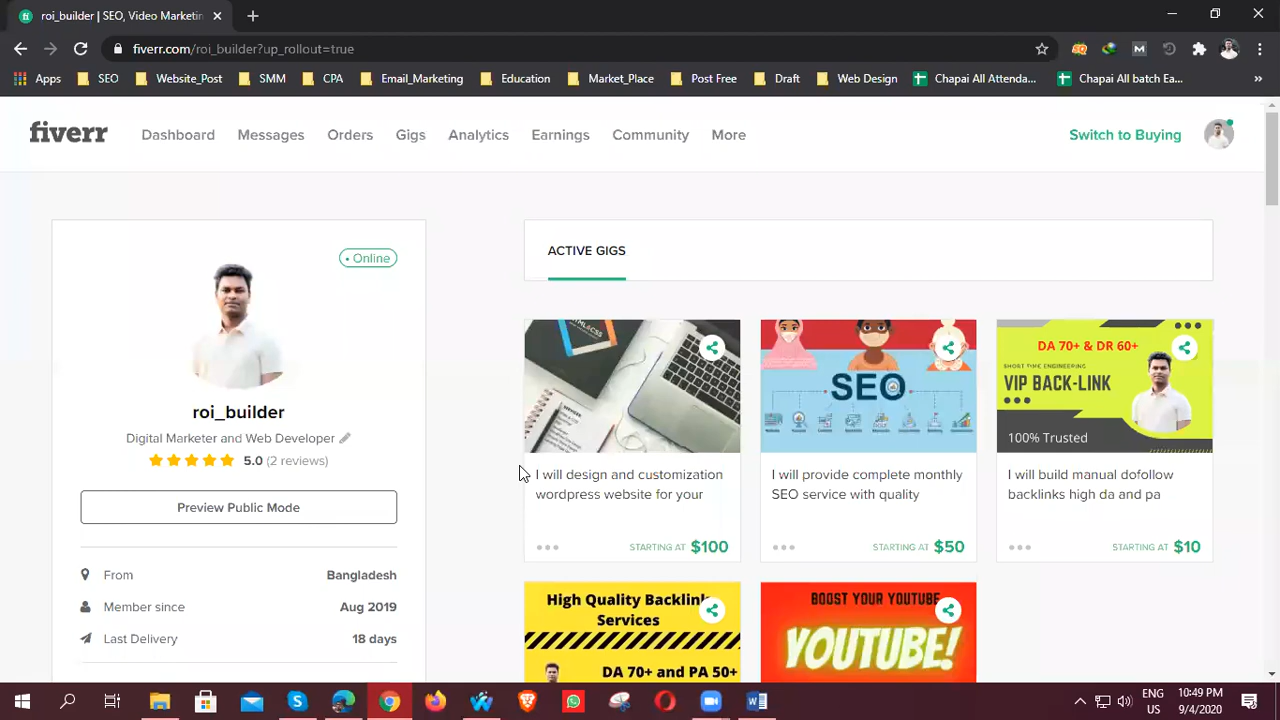 roi_builder | SEO, Video Marketin
fiverr.com/roi_builder?up_rollout=true
Apps SEO Website_Post SMM CPA Email_Marketing Education Market_Place Post Free Draft Web Design Chapai All Attenda... Chapai All batch Ea... »
fiverr Dashboard Messages Orders Gigs Analytics Earnings Community More Switch to Buying
• Online
roi_builder
Digital Marketer and Web Developer
5.0 (2 reviews)
Preview Public Mode
From Bangladesh
Member since Aug 2019
Last Delivery 18 days
ACTIVE GIGS
I will design and customization
wordpress website for your
STARTING AT $100
SEO
I will provide complete monthly
SEO service with quality
STARTING AT $50
DA 70+ & DR 60+
SHORT TYPE ENGINEERING
VIP BACK-LINK
100% Trusted
I will build manual dofollow
backlinks high da and pa
STARTING AT $10
High Quality Backlink
Services
DA 70+ and PA 50+
BOOST YOUR YOUTUBE
YOUTUBE!
ENG
US
10:49 PM
9/4/2020